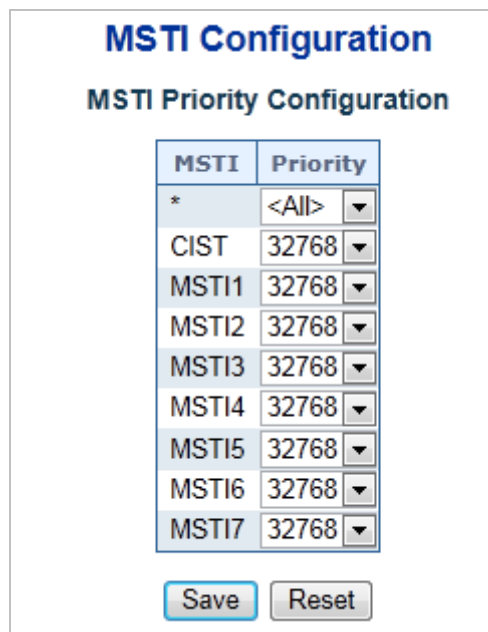 MSTI Configuration
MSTI Priority Configuration
MSTI Priority
* <All>
CIST 32768
MSTI1 32768
MSTI2 32768
MSTI3 32768
MSTI4 32768
MSTI5 32768
MSTI6 32768
MSTI7 32768
Save Reset